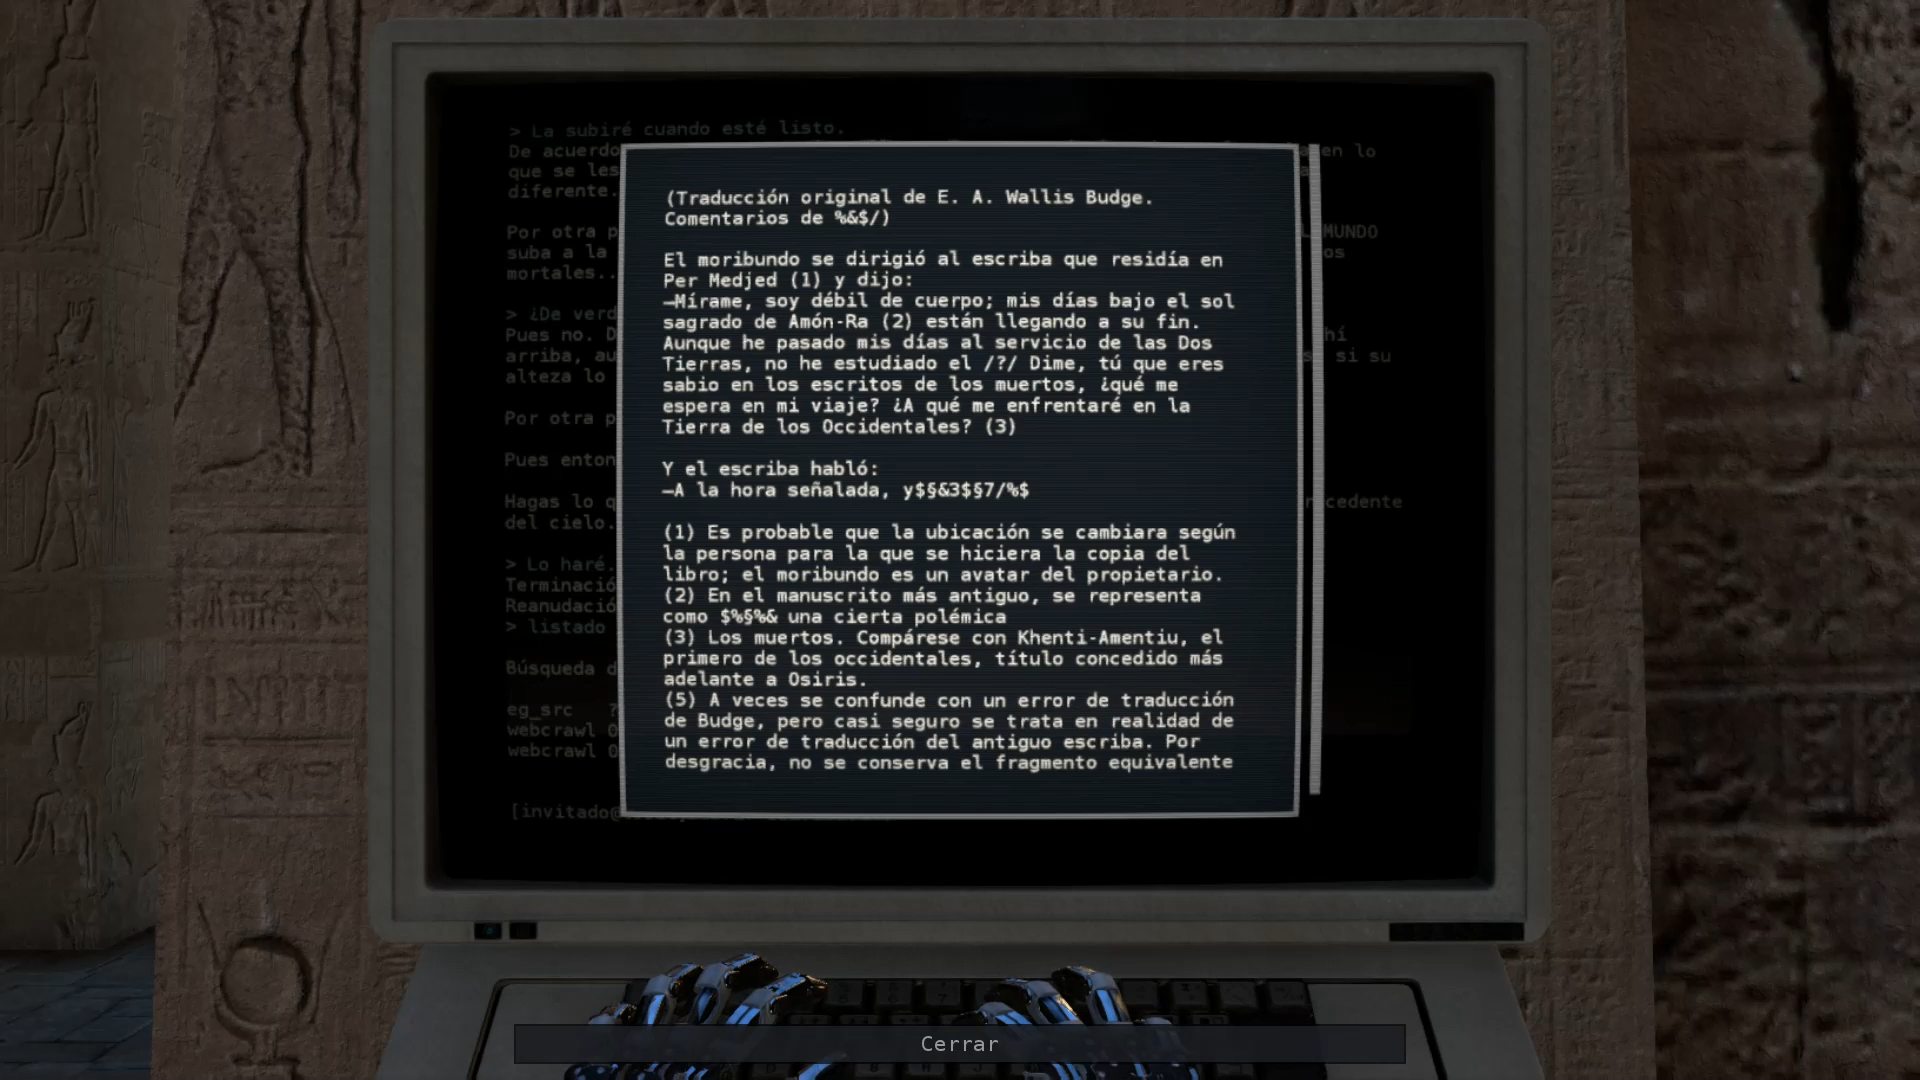 > La subiré cuando esté listo.
De acuerdo
en lo
que se les
diferente.
(Traducción original de E. A. Wallis Budge.
Comentarios de %&$/)
Por otra p
MUNDO
suba a la
os
mortales..
El moribundo se dirigió al escriba que residía en
Per Medjed (1) y dijo:
—Mírame, soy débil de cuerpo; mis días bajo el sol
sagrado de Amón-Ra (2) están llegando a su fin.
Aunque he pasado mis días al servicio de las Dos
Tierras, no he estudiado el /?/ Dime, tú que eres
sabio en los escritos de los muertos, ¿qué me
espera en mi viaje? ¿A qué me enfrentaré en la
Tierra de los Occidentales? (3)
> ¿De verd
Pues no. D
hí
arriba, au
si su
alteza lo
Por otra p
Pues enton
Y el escriba habló:
—A la hora señalada, y$§&3$§7/%$
Hagas lo q
cedente
del cielo.
(1) Es probable que la ubicación se cambiara según
la persona para la que se hiciera la copia del
libro; el moribundo es un avatar del propietario.
(2) En el manuscrito más antiguo, se representa
como $%§%& una cierta polémica
(3) Los muertos. Compárese con Khenti-Amentiu, el
primero de los occidentales, título concedido más
adelante a Osiris.
(5) A veces se confunde con un error de traducción
de Budge, pero casi seguro se trata en realidad de
un error de traducción del antiguo escriba. Por
desgracia, no se conserva el fragmento equivalente
> Lo haré.
Terminació
Reanudació
> listado
Búsqueda d
eg_src ?
webcrawl 0
webcrawl 0
[invitado@
Cerrar